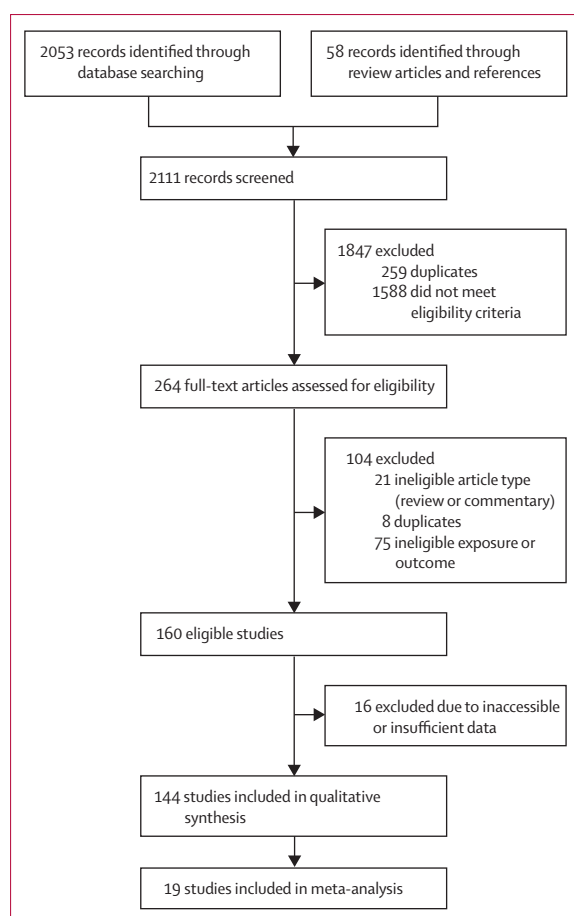 2053 records identified through
database searching
58 records identified through
review articles and references
2111 records screened
1847 excluded
259 duplicates
1588 did not meet
eligibility criteria
264 full-text articles assessed for eligibility
104 excluded
21 ineligible article type
(review or commentary)
8 duplicates
75 ineligible exposure or
outcome
160 eligible studies
16 excluded due to inaccessible
or insufficient data
144 studies included in qualitative
synthesis
19 studies included in meta-analysis